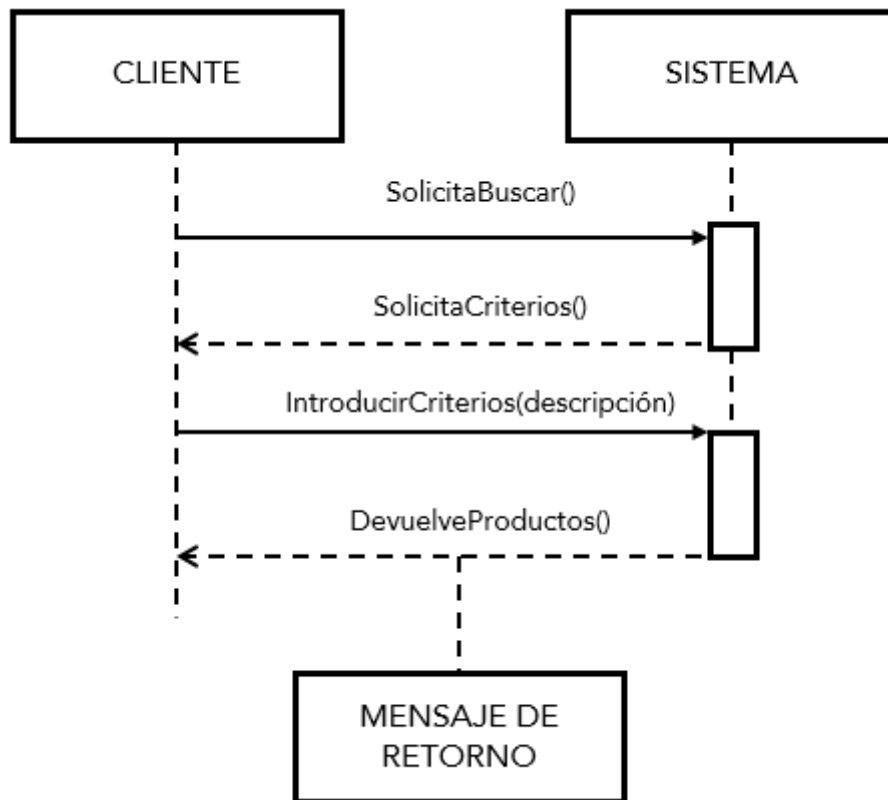 CLIENTE
SISTEMA
SolicitaBuscar()
SolicitaCriterios()
IntroducirCriterios(descripción)
DevuelveProductos()
MENSAJE DE
RETORNO